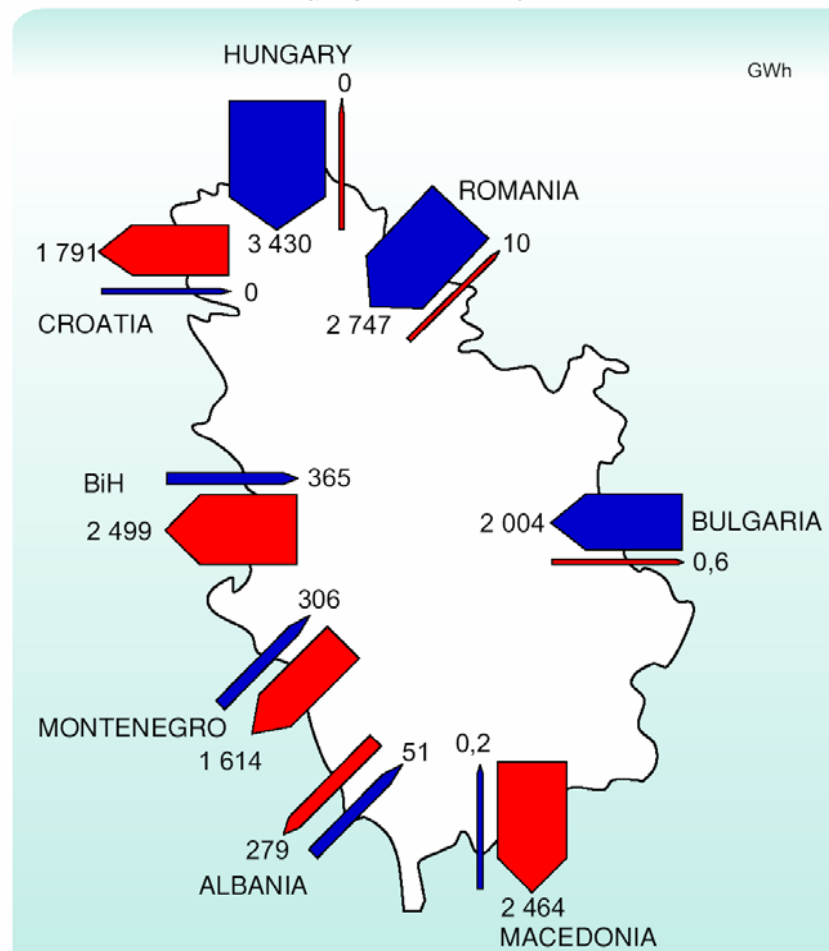 HUNGARY
GWh
0
ROMANIA
1 791
3 430
10
0
2 747
CROATIA
BiH
365
2 499
2 004
BULGARIA
0,6
306
MONTENEGRO
1 614
51
0,2
279
ALBANIA
2 464
MACEDONIA